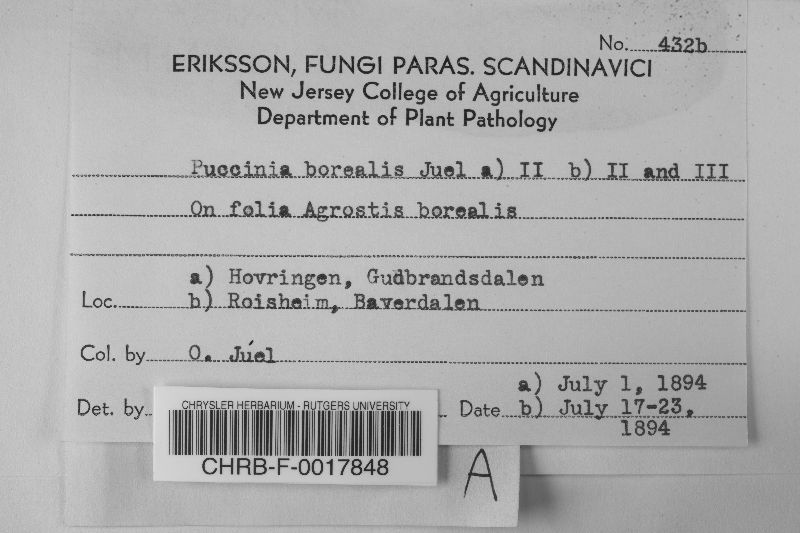 No. 432b
ERIKSSON, FUNGI PARAS. SCANDINAVICI
New Jersey College of Agriculture
Department of Plant Pathology
Puccinia borealis Juel a) II b) II and III
On folia Agrostis borealis
a) Hovringen, Gudbrandsdalen
Loc. b) Roisheim, Baverdalen
Col. by O. Juel
a) July 1, 1894
Det. by Date b) July 17-23,
1894
CHRYSLER HERBARIUM - RUTGERS UNIVERSITY
CHRB-F-0017848
A